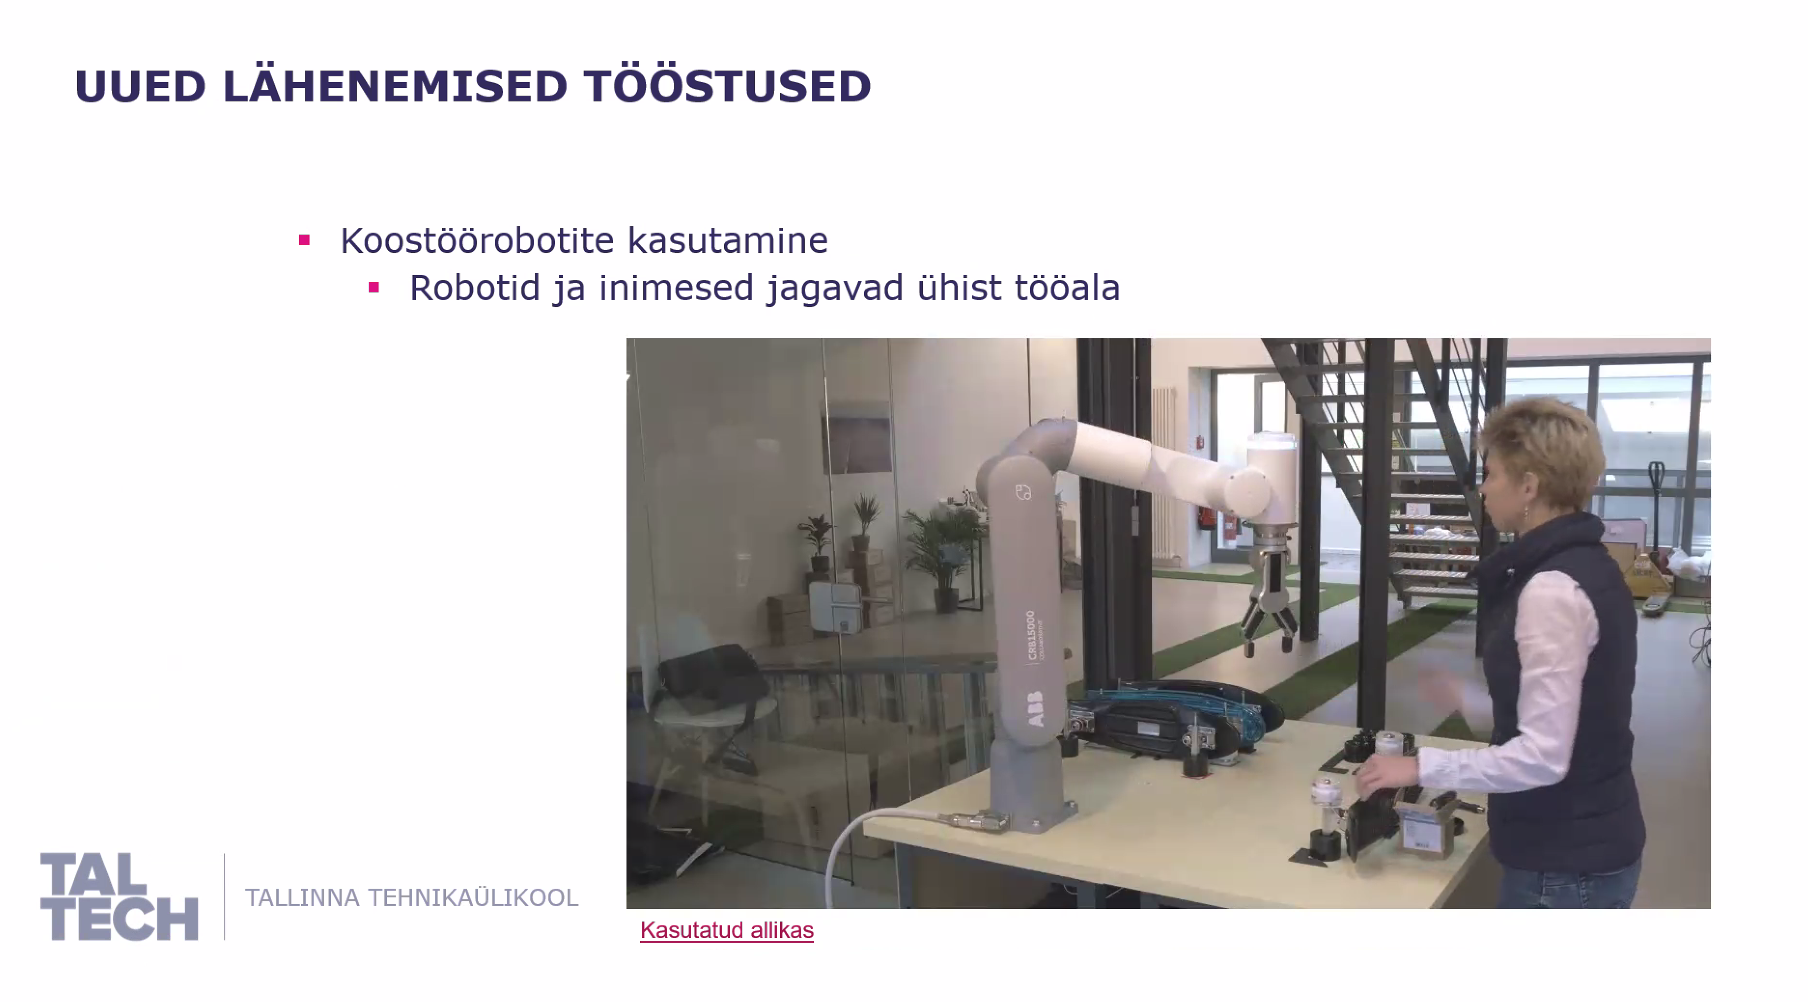 UUED LÄHENEMISED TÖÖSTUSED
Koostöörobotite kasutamine
Robotid ja inimesed jagavad ühist tööala
CRB15000
ABB
TAL
TECH
TALLINNA TEHNIKAÜLIKOOL
Kasutatud allikas